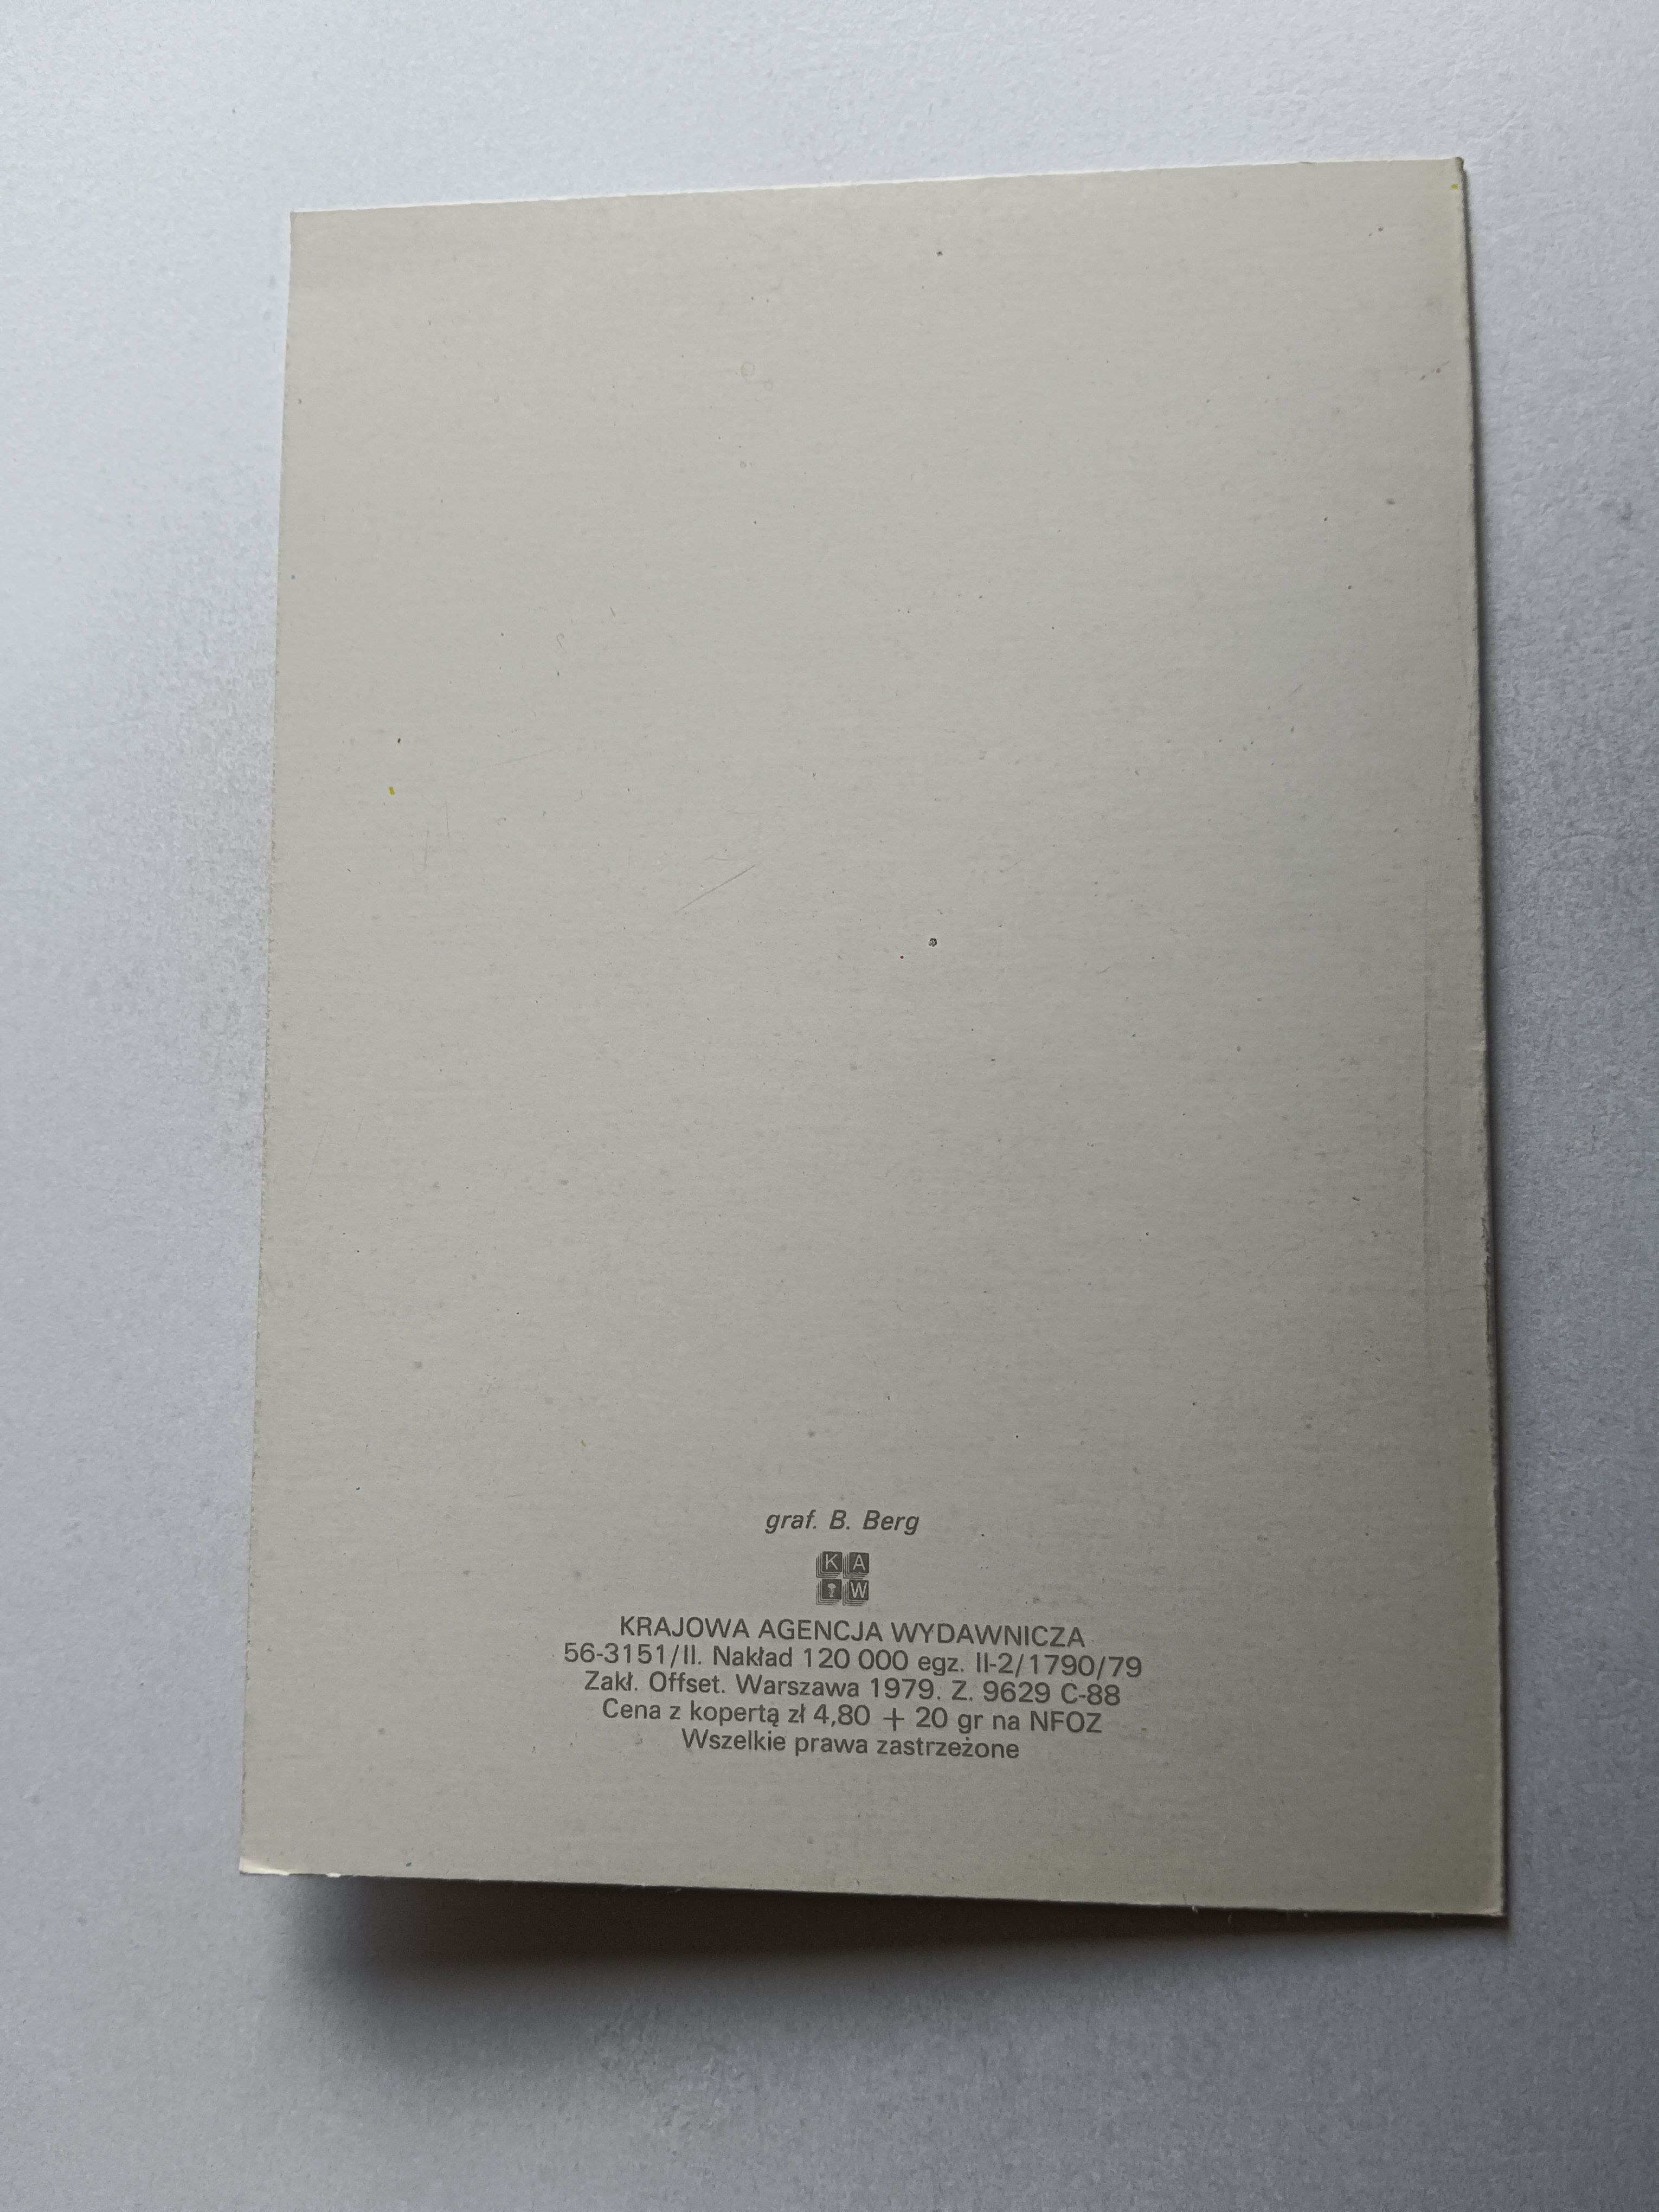 graf. B. Berg
K A
W
KRAJOWA AGENCJA WYDAWNICZA
56-3151/II. Nakład 120 000 egz. II-2/1790/79
Zakł. Offset. Warszawa 1979. Z. 9629 C-88
Cena z kopertą zł 4,80 + 20 gr na NFOZ
Wszelkie prawa zastrzeżone